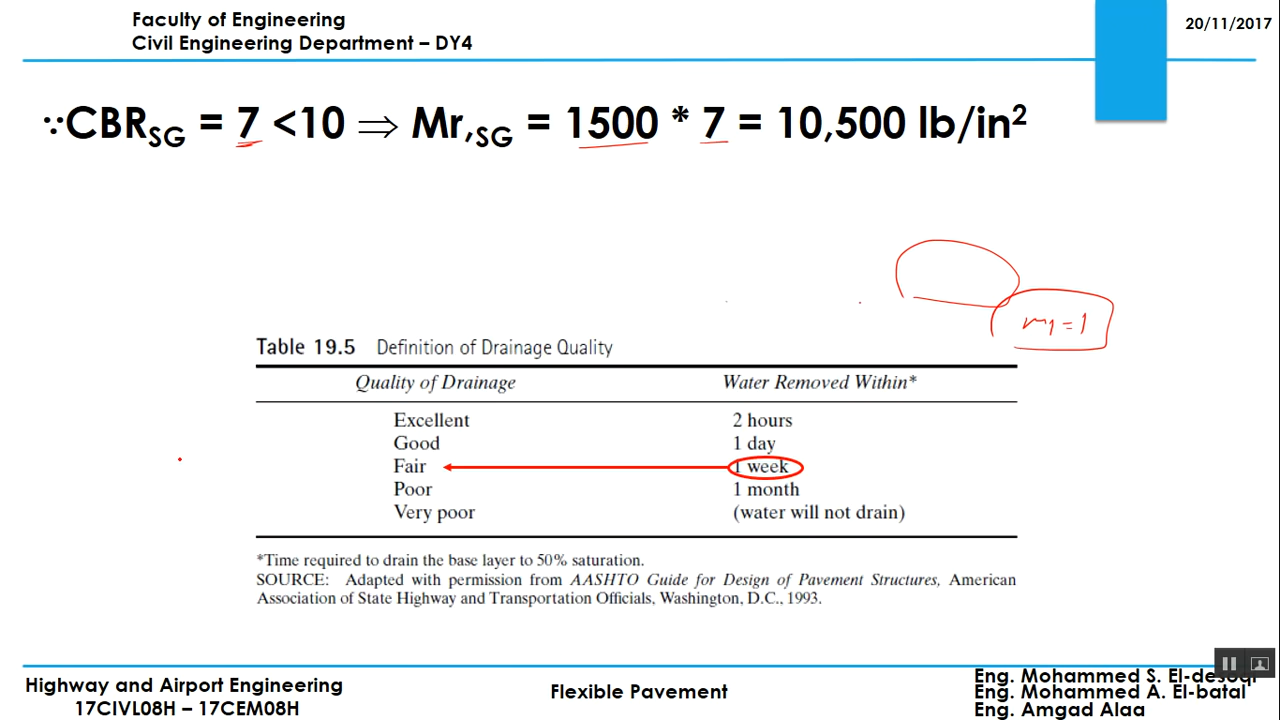 Faculty of Engineering
Civil Engineering Department – DY4
20/11/2017
∵CBRSG = 7 <10 ⇒ Mr,SG = 1500 * 7 = 10,500 lb/in²
m1 = 1
Table 19.5 Definition of Drainage Quality
Quality of Drainage Water Removed Within*
Excellent 2 hours
Good 1 day
Fair 1 week
Poor 1 month
Very poor (water will not drain)
*Time required to drain the base layer to 50% saturation.
SOURCE: Adapted with permission from AASHTO Guide for Design of Pavement Structures, American
Association of State Highway and Transportation Officials, Washington, D.C., 1993.
Highway and Airport Engineering
17CIVL08H – 17CEM08H
Flexible Pavement
Eng. Mohammed S. El-desoqi
Eng. Mohammed A. El-batal
Eng. Amgad Alaa